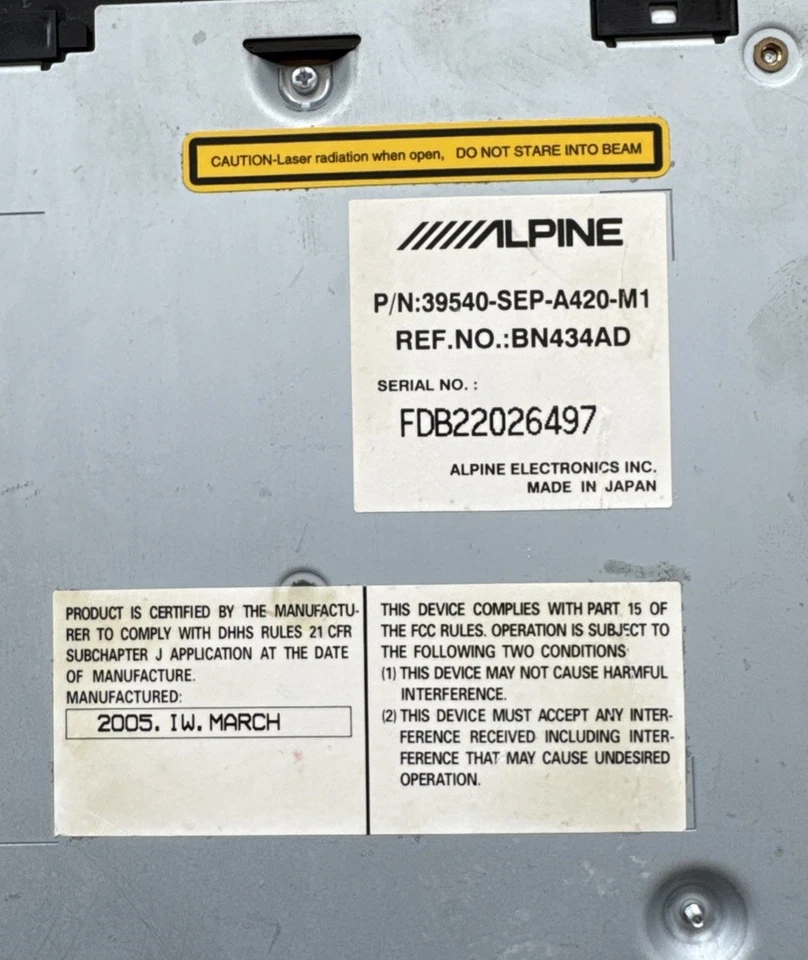 CAUTION-Laser radiation when open, DO NOT STARE INTO BEAM
ALPINE
P/N:39540-SEP-A420-M1
REF.NO.:BN434AD
SERIAL NO. :
FDB22026497
ALPINE ELECTRONICS INC.
MADE IN JAPAN
PRODUCT IS CERTIFIED BY THE MANUFACTU-
RER TO COMPLY WITH DHHS RULES 21 CFR
SUBCHAPTER J APPLICATION AT THE DATE
OF MANUFACTURE.
MANUFACTURED:
2005. IW. MARCH
THIS DEVICE COMPLIES WITH PART 15 OF
THE FCC RULES. OPERATION IS SUBJECT TO
THE FOLLOWING TWO CONDITIONS:
(1) THIS DEVICE MAY NOT CAUSE HARMFUL
INTERFERENCE.
(2) THIS DEVICE MUST ACCEPT ANY INTER-
FERENCE RECEIVED INCLUDING INTER-
FERENCE THAT MAY CAUSE UNDESIRED
OPERATION.